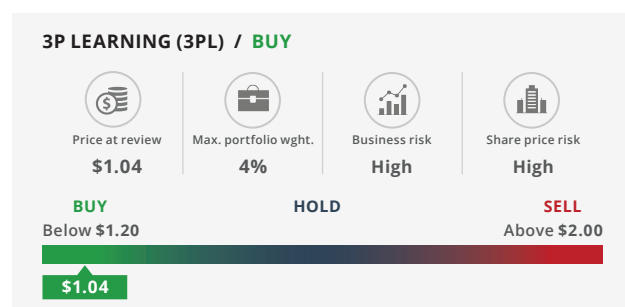 3P LEARNING (3PL) / BUY
Price at review
Max. portfolio wght.
Business risk
Share price risk
$1.04
4%
High
High
BUY
HOLD
SELL
Below $1.20
Above $2.00
$1.04